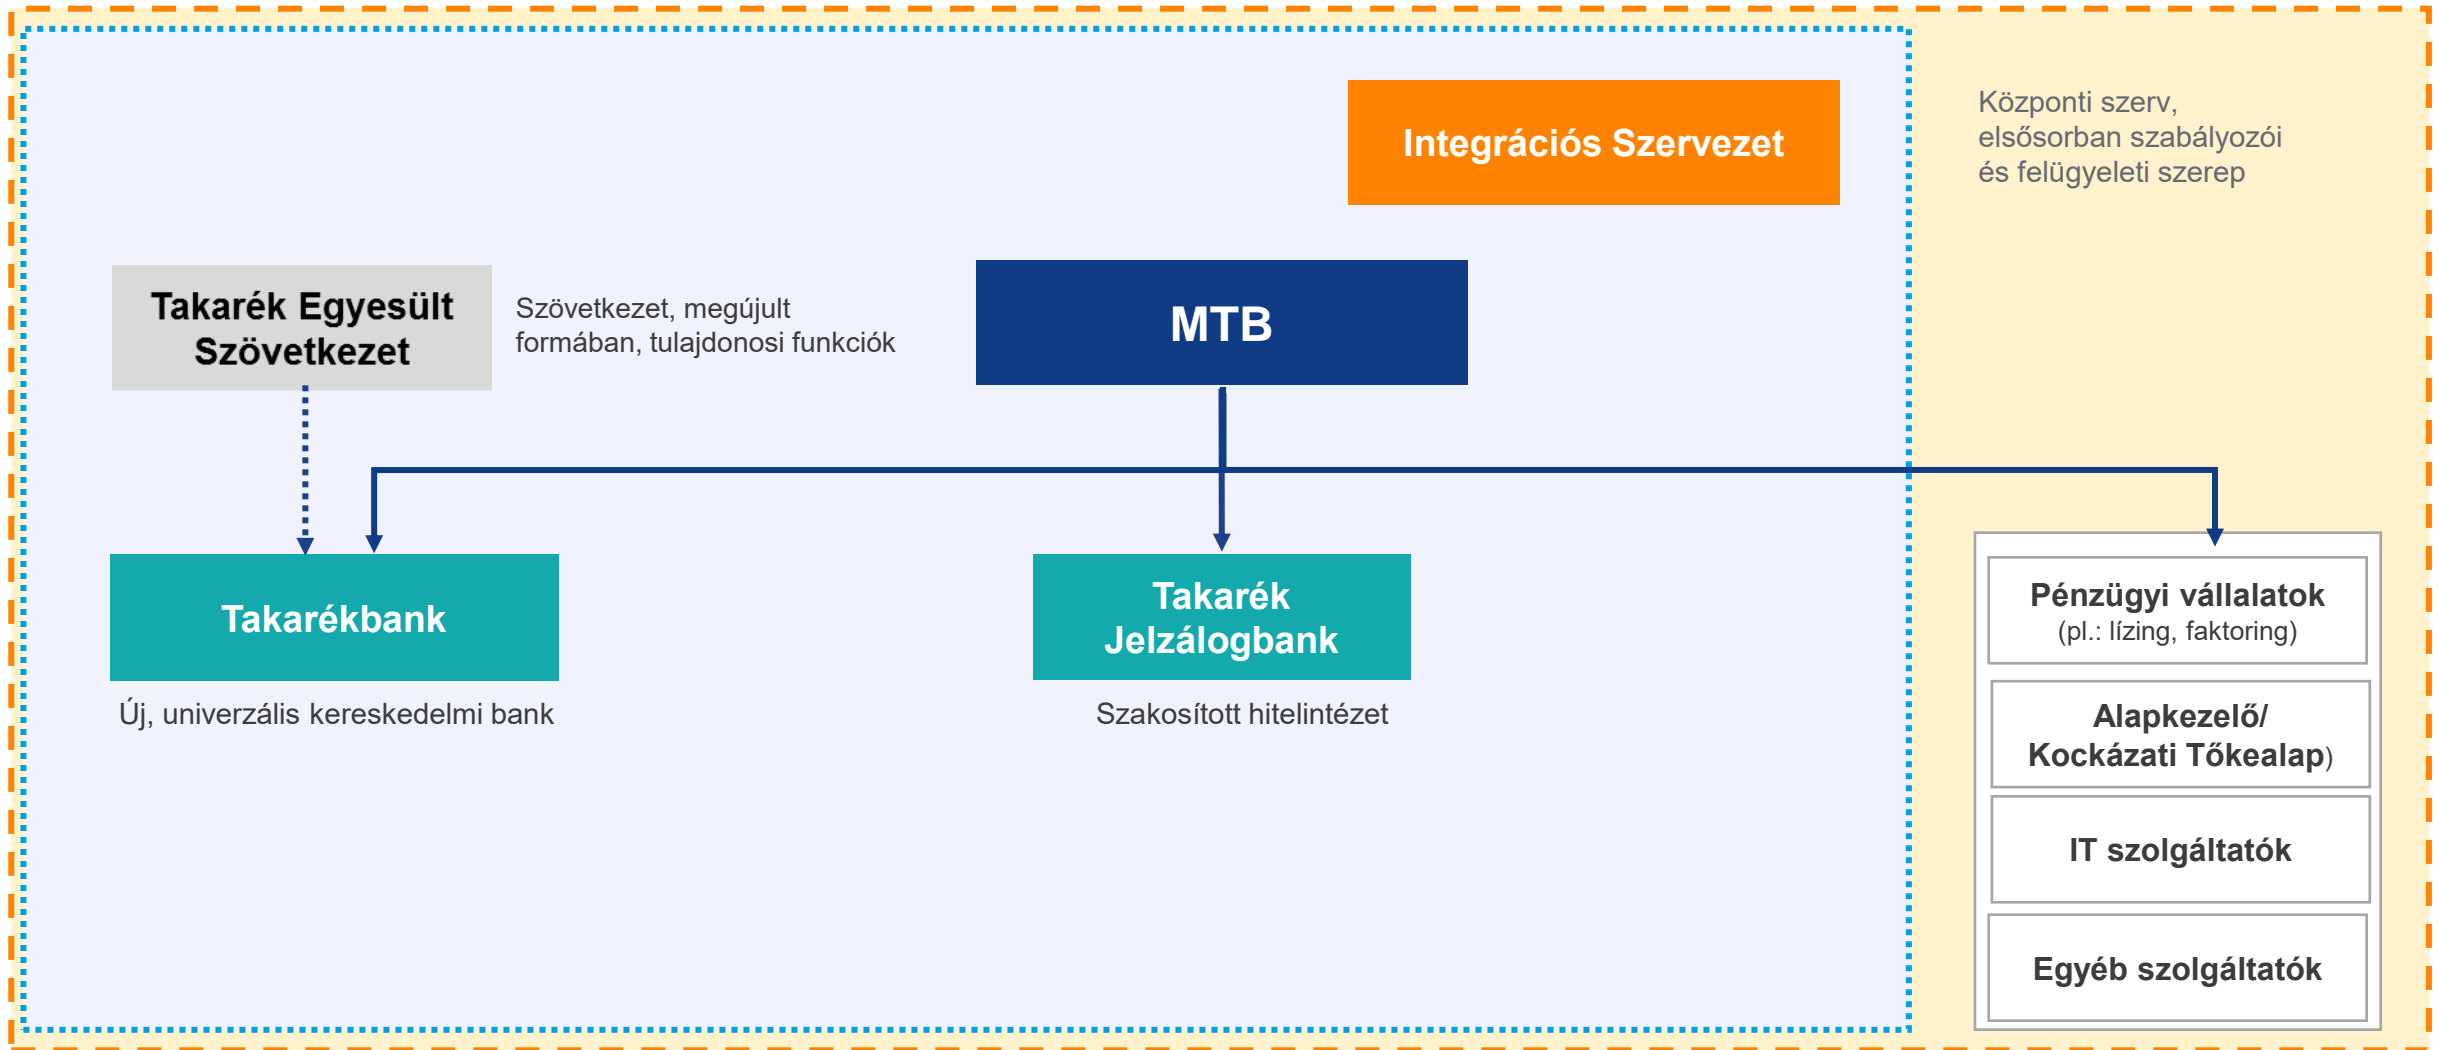 Integrációs Szervezet
Központi szerv,
elsősorban szabályozói
és felügyeleti szerep
Takarék Egyesült
Szövetkezet
Szövetkezet, megújult
formában, tulajdonosi funkciók
MTB
Takarékbank
Új, univerzális kereskedelmi bank
Takarék
Jelzálogbank
Szakosított hitelintézet
Pénzügyi vállalatok
(pl.: lízing, faktoring)
Alapkezelő/
Kockázati Tőkealap)
IT szolgáltatók
Egyéb szolgáltatók